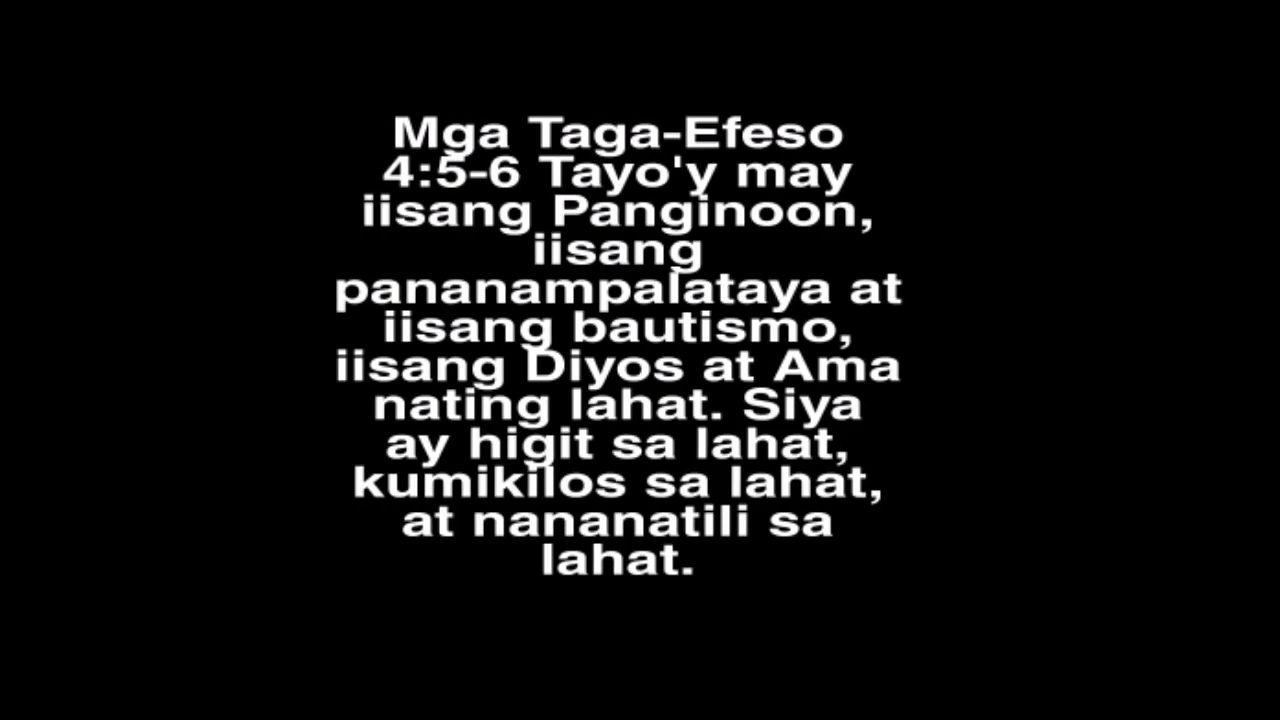 Mga Taga-Efeso
4:5-6 Tayo'y may
iisang Panginoon,
iisang
pananampalataya at
iisang bautismo,
iisang Diyos at Ama
nating lahat. Siya
ay higit sa lahat,
kumikilos sa lahat,
at nananatili sa
lahat.